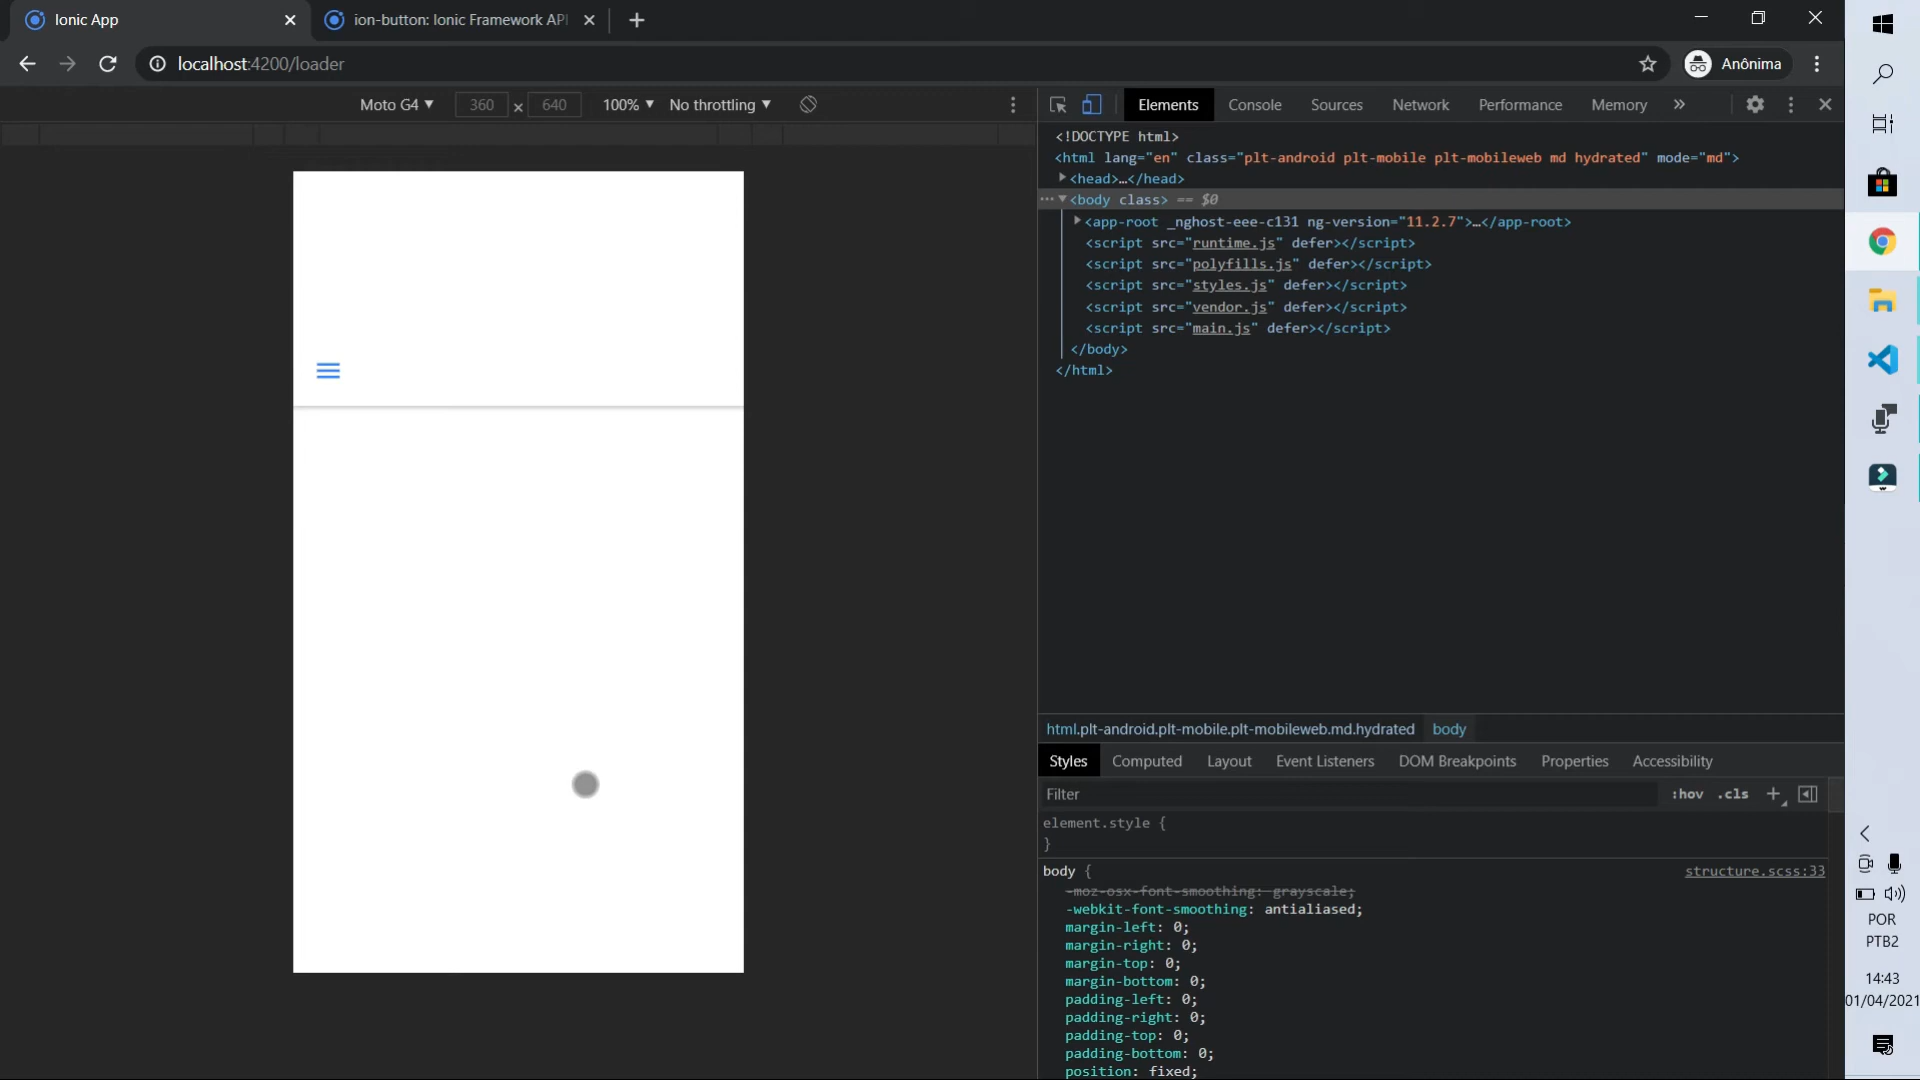 Ionic App
ion-button: Ionic Framework API
localhost:4200/loader
Anônima
Moto G4
360
×
640
100%
No throttling
Elements
Console
Sources
Network
Performance
Memory
»
<!DOCTYPE html>
<html lang="en" class="plt-android plt-mobile plt-mobileweb md hydrated" mode="md">
<head>…</head>
<body class> == $0
<app-root _nghost-eee-c131 ng-version="11.2.7">…</app-root>
<script src="runtime.js" defer></script>
<script src="polyfills.js" defer></script>
<script src="styles.js" defer></script>
<script src="vendor.js" defer></script>
<script src="main.js" defer></script>
</body>
</html>
html.plt-android.plt-mobile.plt-mobileweb.md.hydrated
body
Styles
Computed
Layout
Event Listeners
DOM Breakpoints
Properties
Accessibility
Filter
:hov
.cls
element.style {
}
body {
structure.scss:33
-moz-osx-font-smoothing: grayscale;
-webkit-font-smoothing: antialiased;
margin-left: 0;
margin-right: 0;
margin-top: 0;
margin-bottom: 0;
padding-left: 0;
padding-right: 0;
padding-top: 0;
padding-bottom: 0;
position: fixed;
POR
PTB2
14:43
01/04/2021